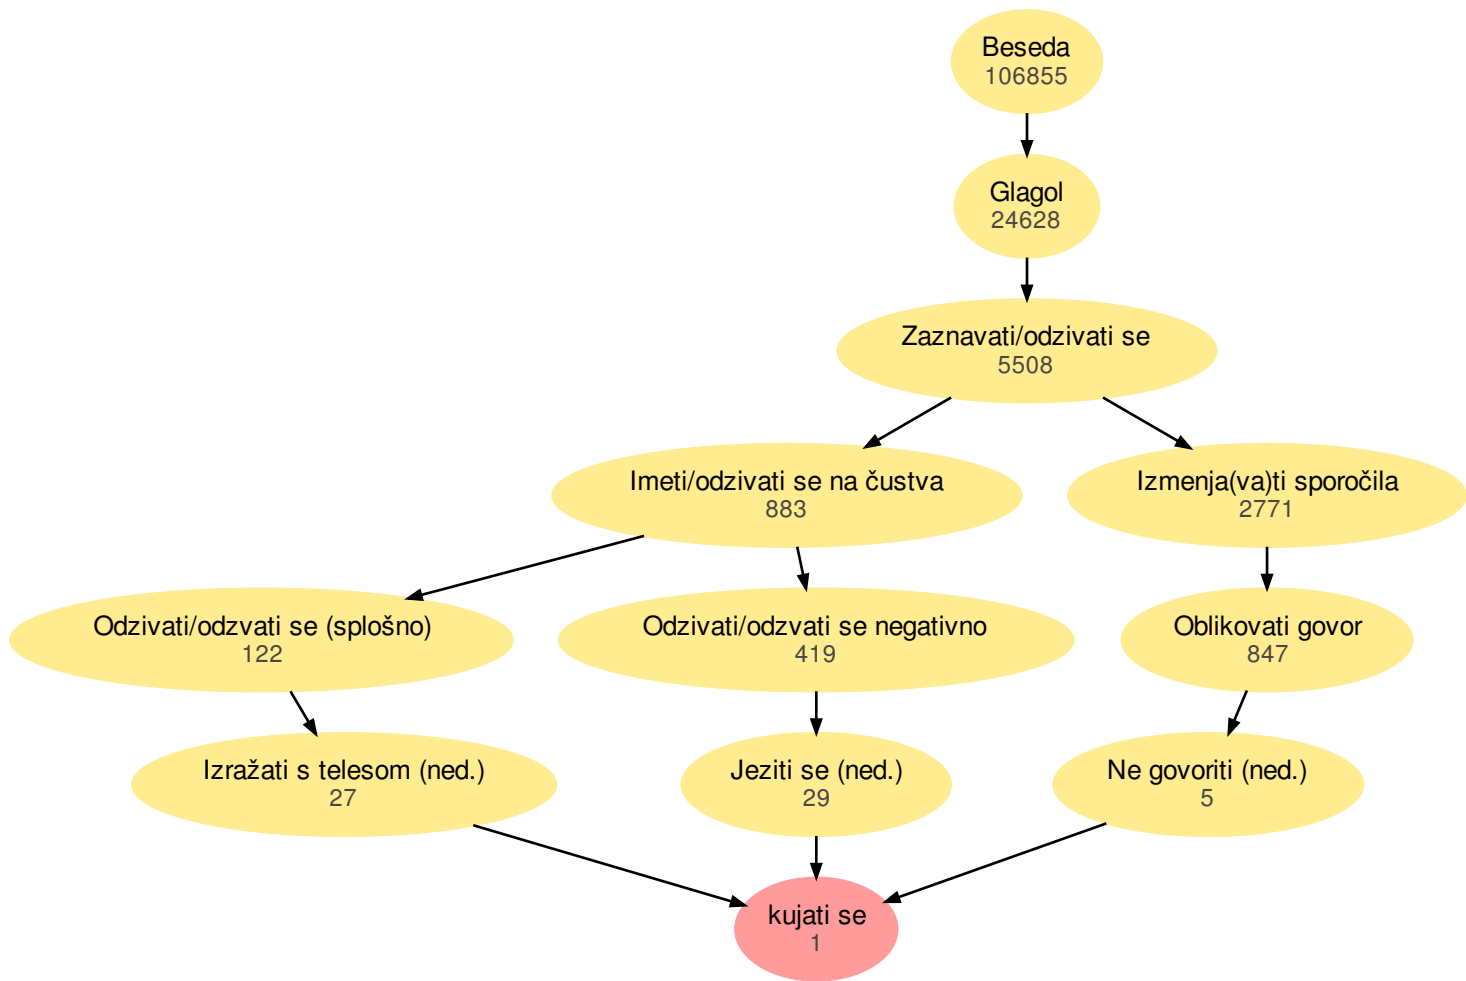 Beseda
106855
Glagol
24628
Zaznavati/odzivati se
5508
Imeti/odzivati se na čustva
883
Izmenja(va)ti sporočila
2771
Odzivati/odzvati se (splošno)
122
Odzivati/odzvati se negativno
419
Oblikovati govor
847
Izražati s telesom (ned.)
27
Jeziti se (ned.)
29
Ne govoriti (ned.)
5
kujati se
1